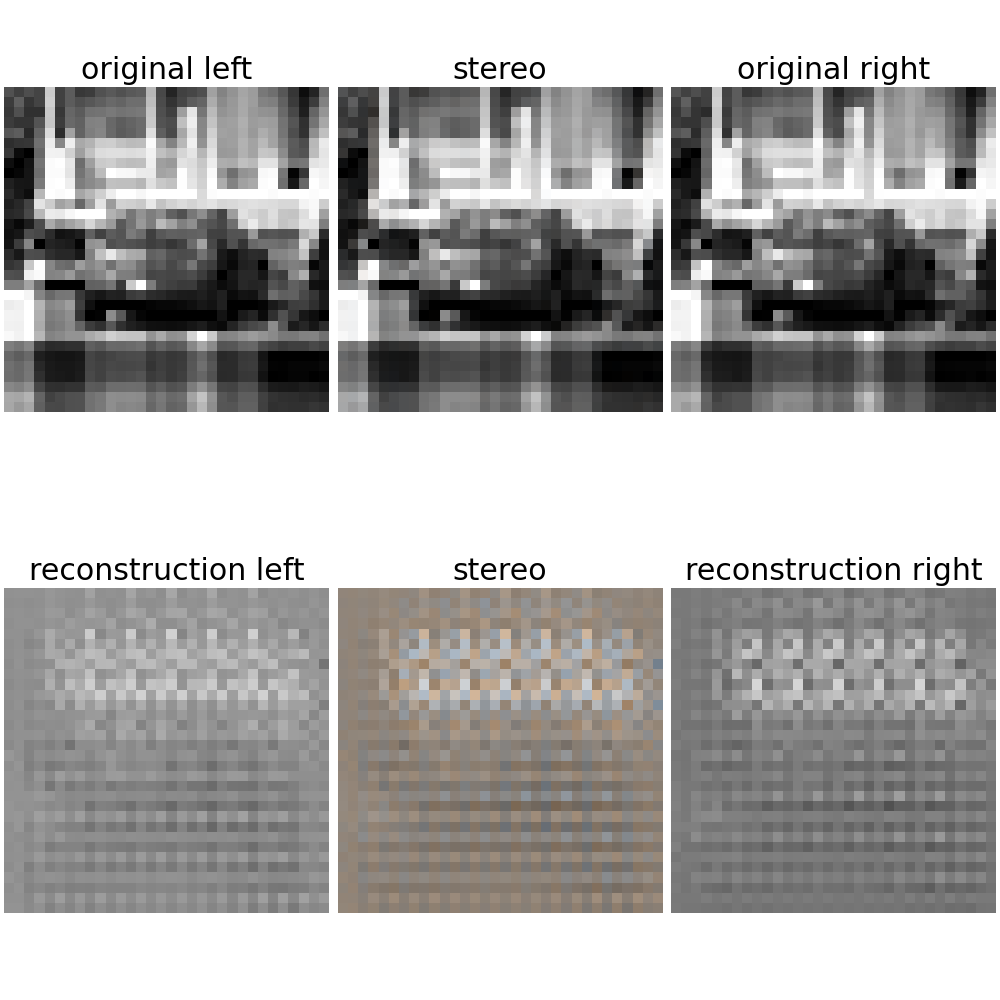 original left
stereo
original right
reconstruction left
stereo
reconstruction right